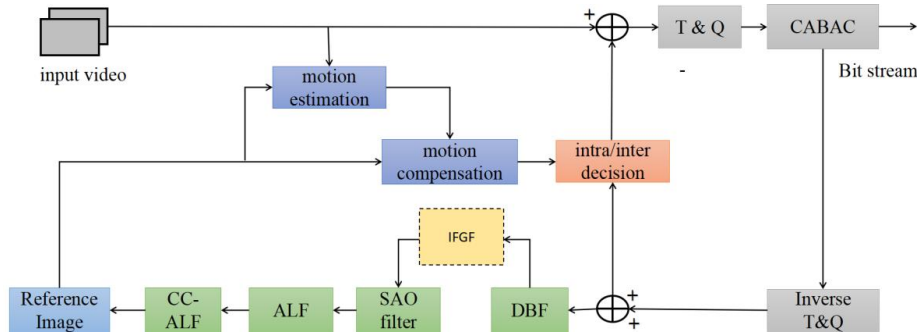 +
T & Q
CABAC
input video
-
Bit stream
motion
estimation
motion
compensation
intra/inter
decision
IFGF
Reference
Image
CC-
ALF
ALF
SAO
filter
DBF
+
+
Inverse
T&Q